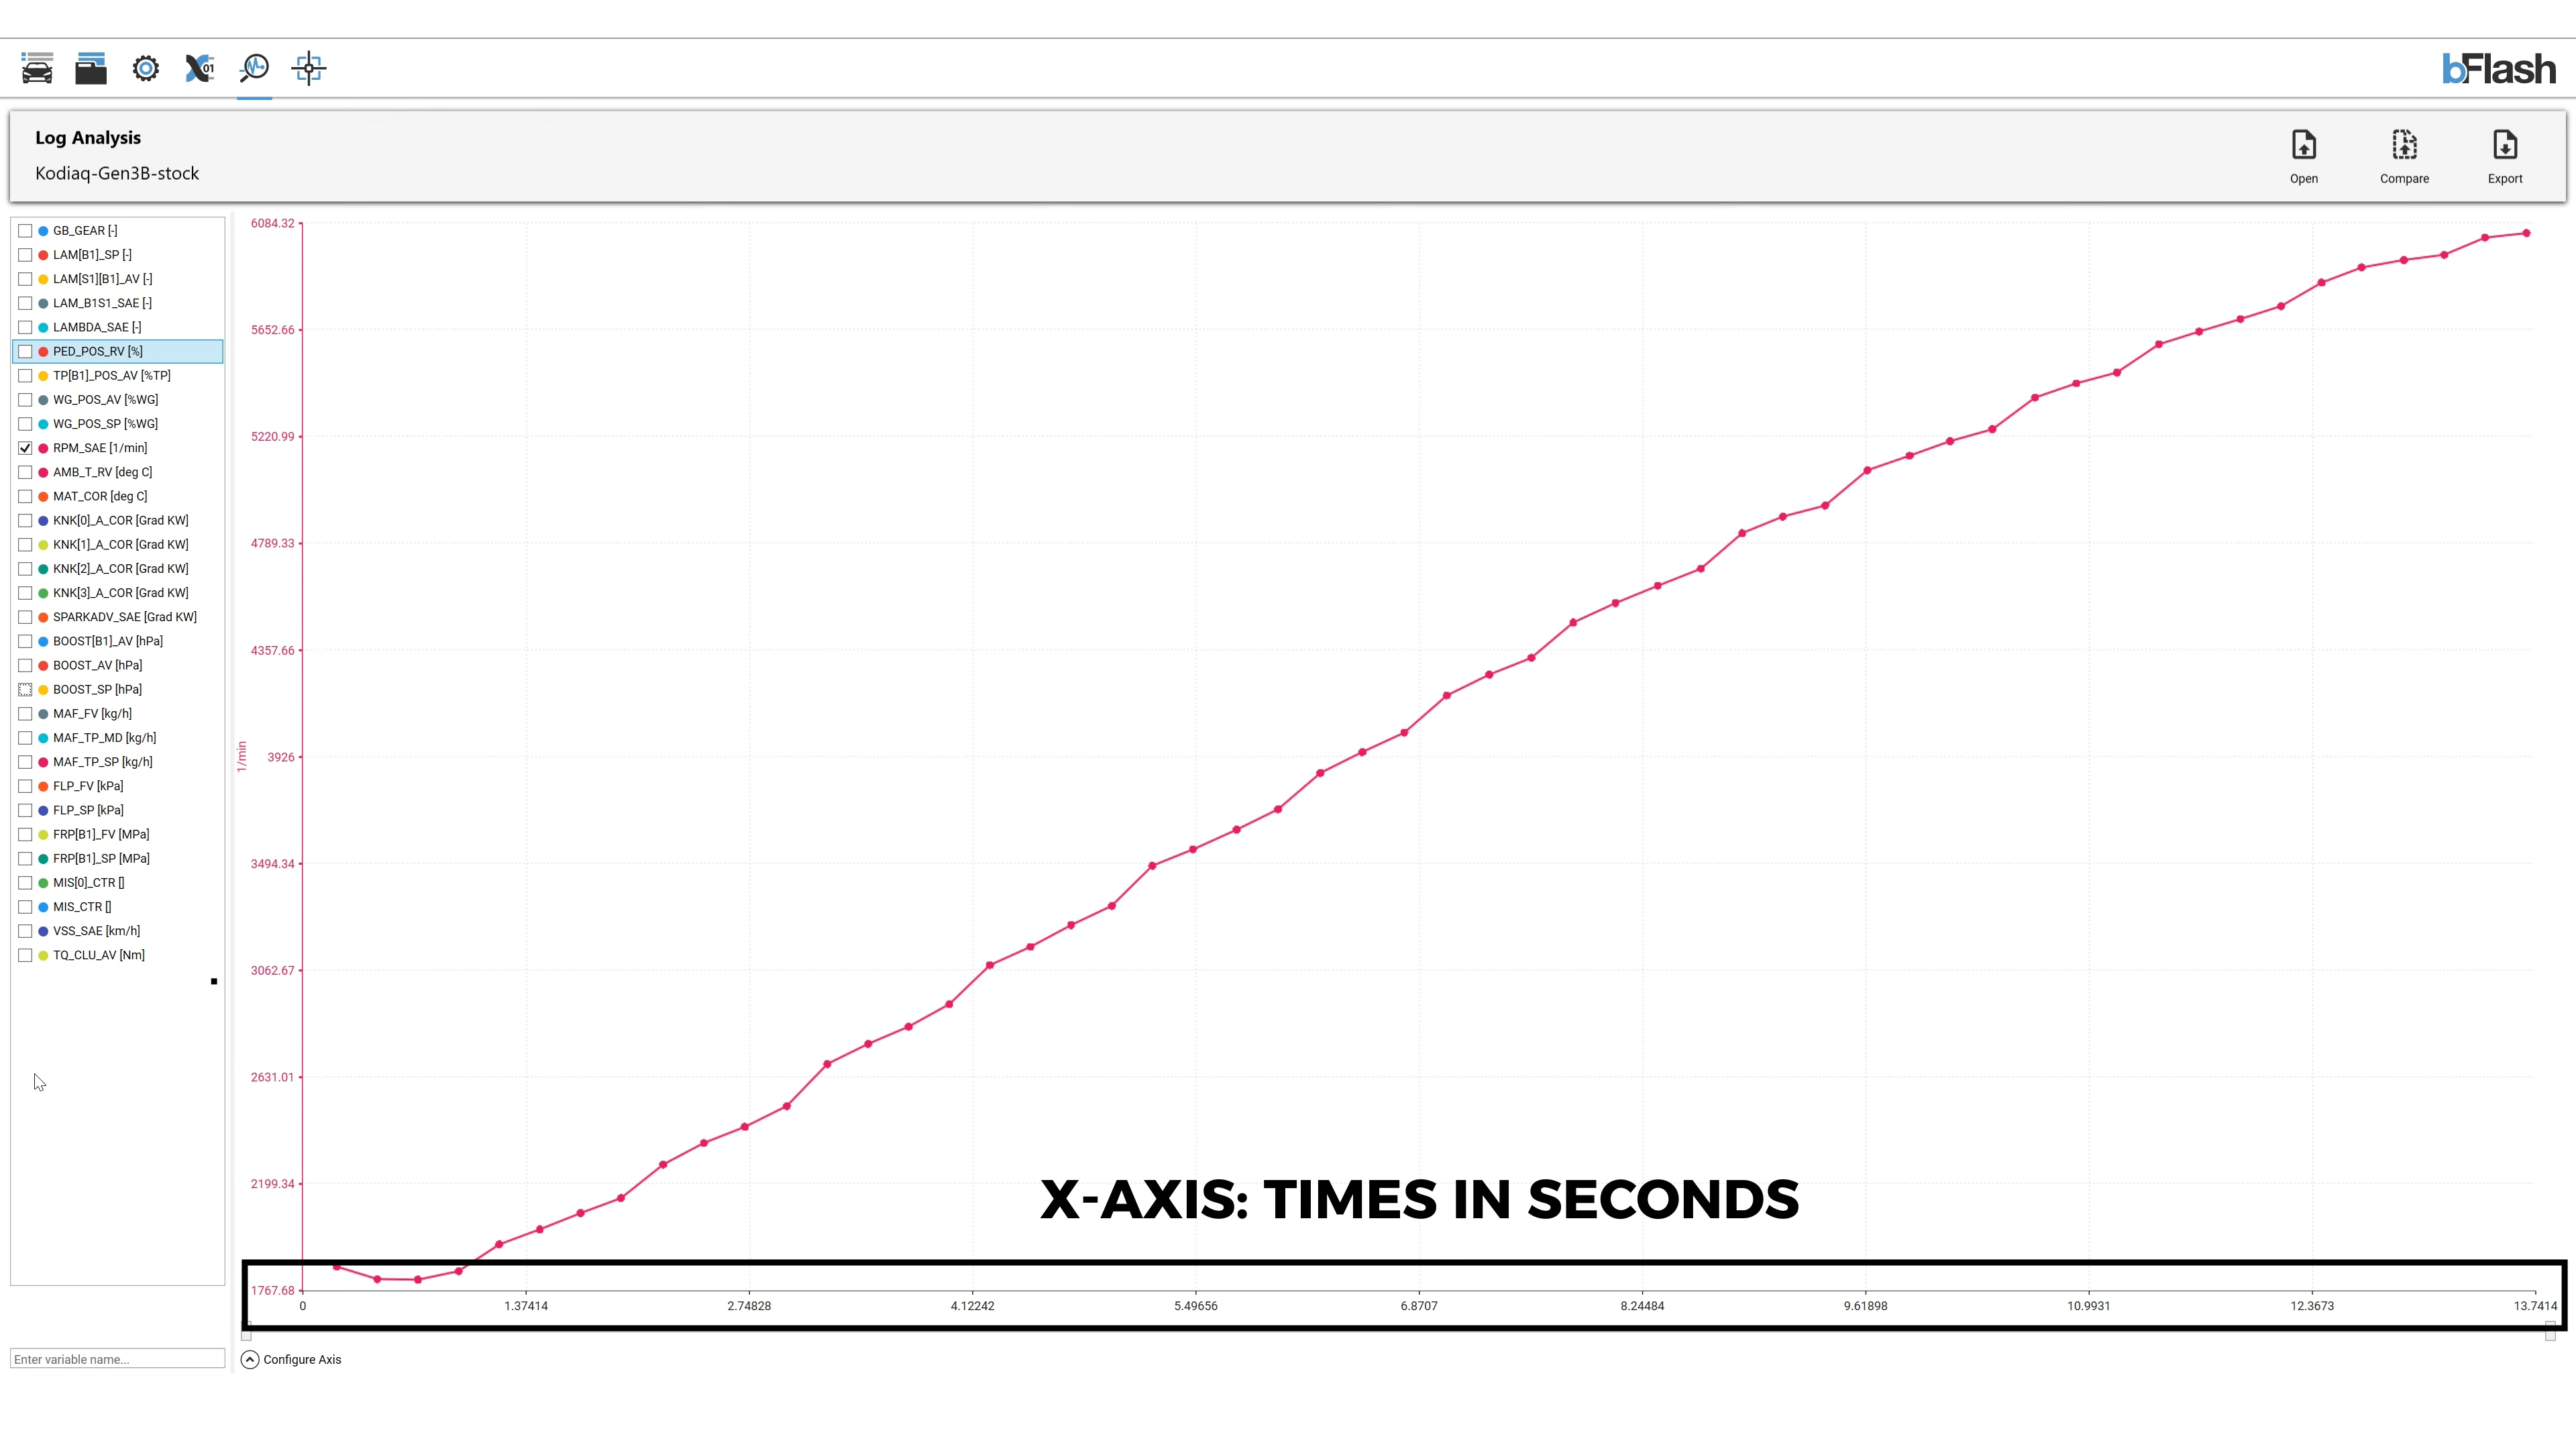 01
bFlash
Log Analysis
Kodiaq-Gen3B-stock
Open
Compare
Export
GB_GEAR [-]
LAM[B1]_SP [-]
LAM[S1][B1]_AV [-]
LAM_B1S1_SAE [-]
LAMBDA_SAE [-]
PED_POS_RV [%]
TP[B1]_POS_AV [%TP]
WG_POS_AV [%WG]
WG_POS_SP [%WG]
RPM_SAE [1/min]
AMB_T_RV [deg C]
MAT_COR [deg C]
KNK[0]_A_COR [Grad KW]
KNK[1]_A_COR [Grad KW]
KNK[2]_A_COR [Grad KW]
KNK[3]_A_COR [Grad KW]
SPARKADV_SAE [Grad KW]
BOOST[B1]_AV [hPa]
BOOST_AV [hPa]
BOOST_SP [hPa]
MAF_FV [kg/h]
MAF_TP_MD [kg/h]
MAF_TP_SP [kg/h]
FLP_FV [kPa]
FLP_SP [kPa]
FRP[B1]_FV [MPa]
FRP[B1]_SP [MPa]
MIS[0]_CTR []
MIS_CTR []
VSS_SAE [km/h]
TQ_CLU_AV [Nm]
Enter variable name...
6084.32
5652.66
5220.99
4789.33
4357.66
3926
3494.34
3062.67
2631.01
2199.34
1767.68
1/min
X-AXIS: TIMES IN SECONDS
0 1.37414 2.74828 4.12242 5.49656 6.8707 8.24484 9.61898 10.9931 12.3673 13.7414
Configure Axis